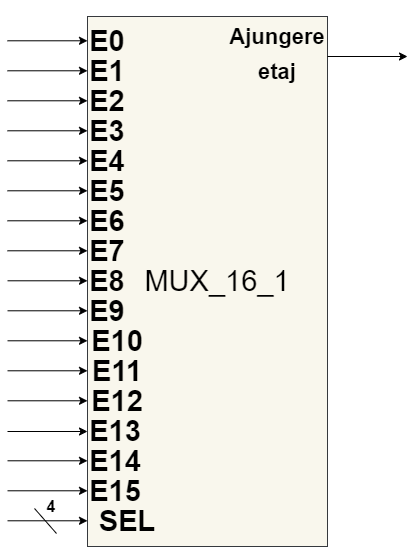 E0
Ajungere
etaj
E1
E2
E3
E4
E5
E6
E7
E8
MUX_16_1
E9
E10
E11
E12
E13
E14
E15
4
SEL